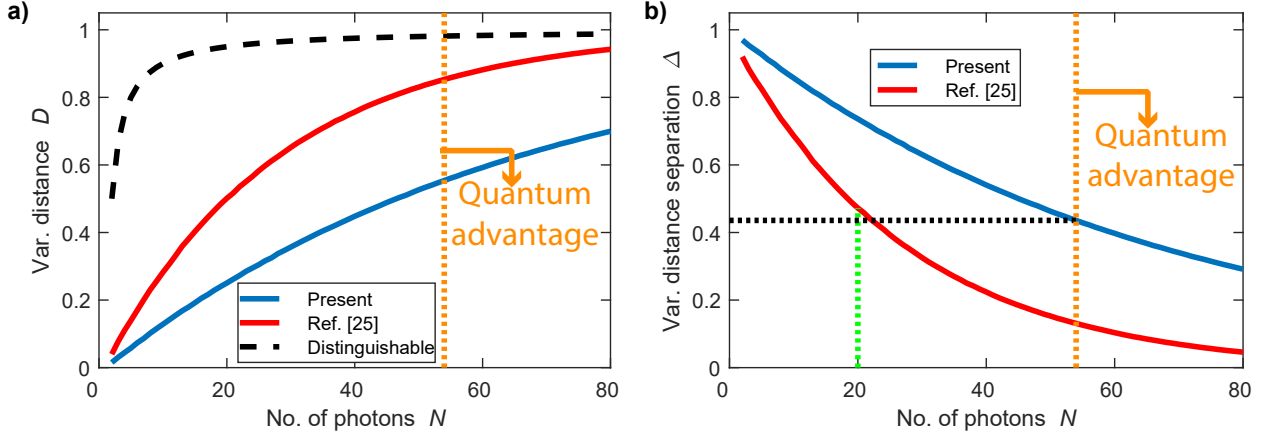 a)
Var. distance D
1
0.8
0.6
0.4
0.2
0
0
20
40
60
80
No. of photons N
Quantum
advantage
Present
Ref. [25]
Distinguishable
b)
Var. distance separation Δ
1
0.8
0.6
0.4
0.2
0
0
20
40
60
80
No. of photons N
Present
Ref. [25]
Quantum
advantage